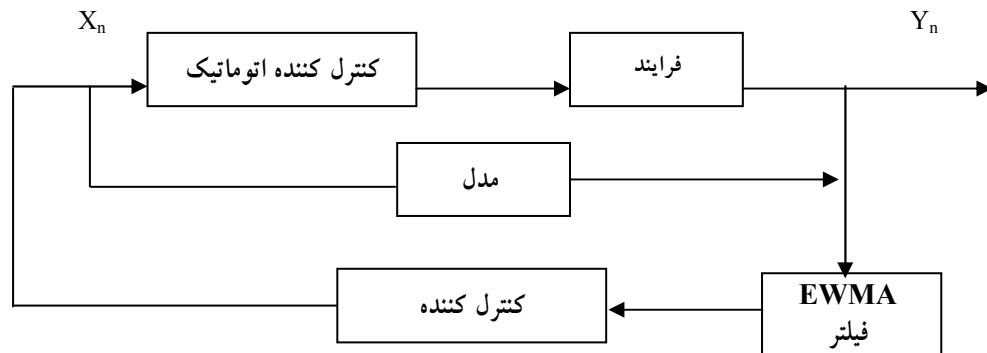 Xₙ
Yₙ
کنترل کننده اتوماتیک
فرایند
مدل
کنترل کننده
EWMA
فیلتر